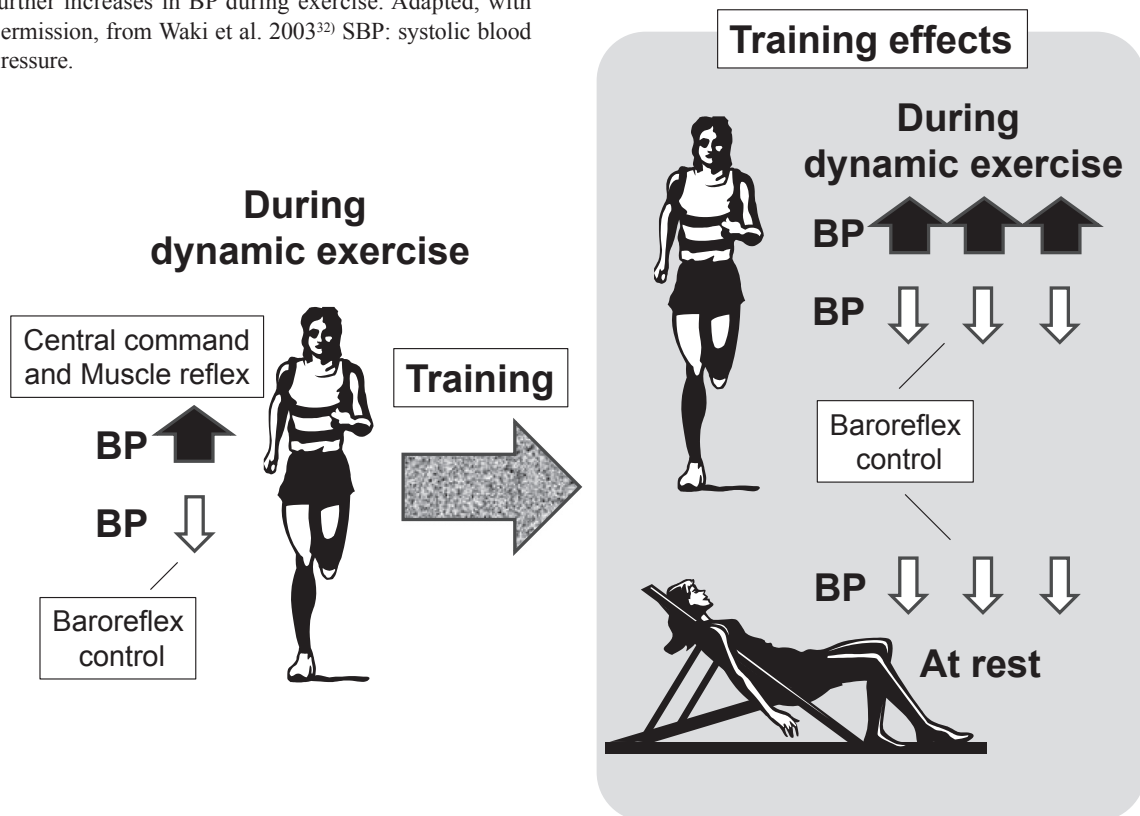 further increases in BP during exercise. Adapted, with
permission, from Waki et al. 2003³²⁾ SBP: systolic blood
pressure.
During
dynamic exercise
Central command
and Muscle reflex
BP
BP
Baroreflex
control
Training
Training effects
During
dynamic exercise
BP
BP
Baroreflex
control
BP
At rest